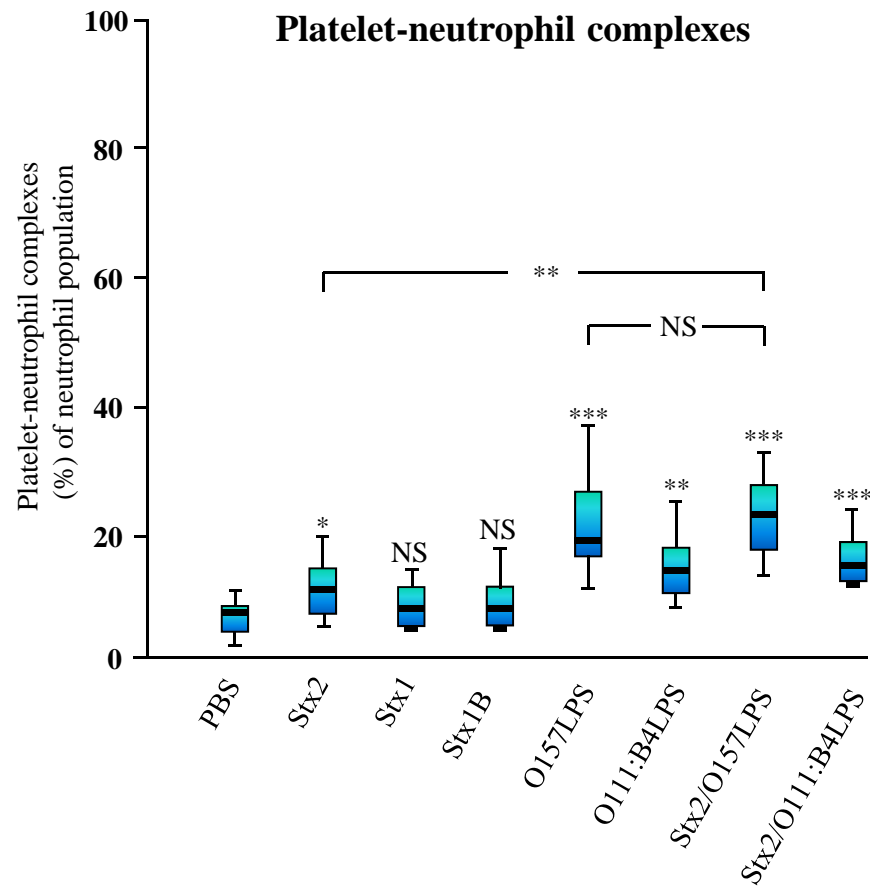 Platelet-neutrophil complexes
Platelet-neutrophil complexes
(%) of neutrophil population
100
80
60
40
20
0
**
NS
*
NS
NS
***
**
***
***
PBS
Stx2
Stx1
Stx1B
O157LPS
O111:B4LPS
Stx2/O157LPS
Stx2/O111:B4LPS